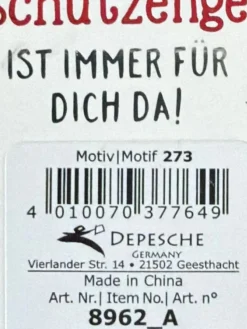 schutzenge
IST IMMER FÜR
DICH DA!
Motiv|Motif 273
4 010070 377649
DEPESCHE
GERMANY
Vierlander Str. 14 • 21502 Geesthacht
Made in China
Art. Nr.| Item No.| Art. n°
8962_A